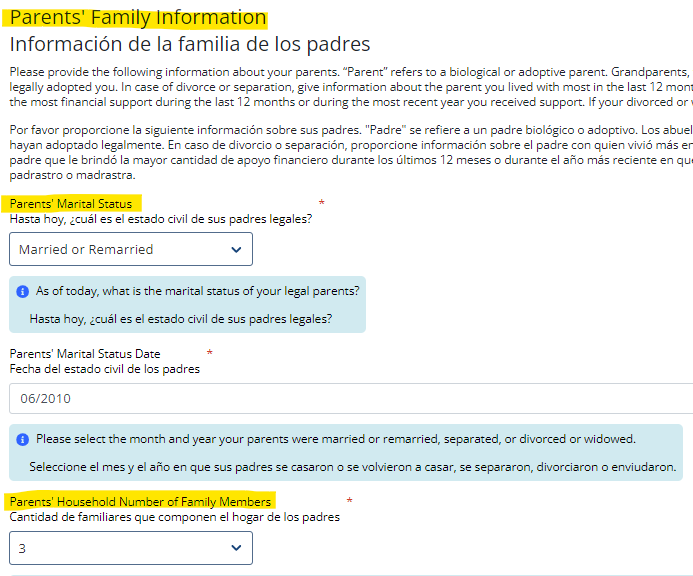 Parents' Family Information
Información de la familia de los padres
Please provide the following information about your parents. “Parent” refers to a biological or adoptive parent. Grandparents,
legally adopted you. In case of divorce or separation, give information about the parent you lived with most in the last 12 mont
the most financial support during the last 12 months or during the most recent year you received support. If your divorced or
Por favor proporcione la siguiente información sobre sus padres. "Padre" se refiere a un padre biológico o adoptivo. Los abuel
hayan adoptado legalmente. En caso de divorcio o separación, proporcione información sobre el padre con quien vivió más en
padre que le brindó la mayor cantidad de apoyo financiero durante los últimos 12 meses o durante el año más reciente en que
padrastro o madrastra.
Parents' Marital Status *
Hasta hoy, ¿cuál es el estado civil de sus padres legales?
Married or Remarried
As of today, what is the marital status of your legal parents?
Hasta hoy, ¿cuál es el estado civil de sus padres legales?
Parents' Marital Status Date *
Fecha del estado civil de los padres
06/2010
Please select the month and year your parents were married or remarried, separated, or divorced or widowed.
Seleccione el mes y el año en que sus padres se casaron o se volvieron a casar, se separaron, divorciaron o enviudaron.
Parents' Household Number of Family Members *
Cantidad de familiares que componen el hogar de los padres
3